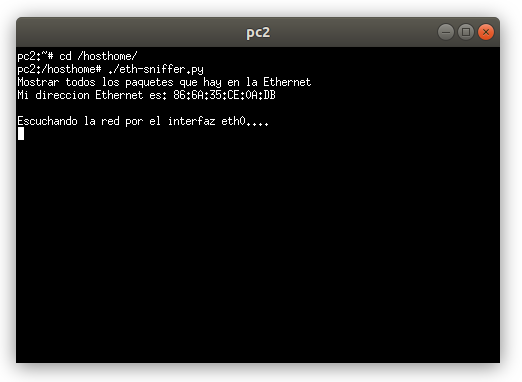 pc2
pc2:~# cd /hosthome/
pc2:/hosthome# ./eth-sniffer.py
Mostrar todos los paquetes que hay en la Ethernet
Mi direccion Ethernet es: 86:6A:35:CE:0A:DB
Escuchando la red por el interfaz eth0....